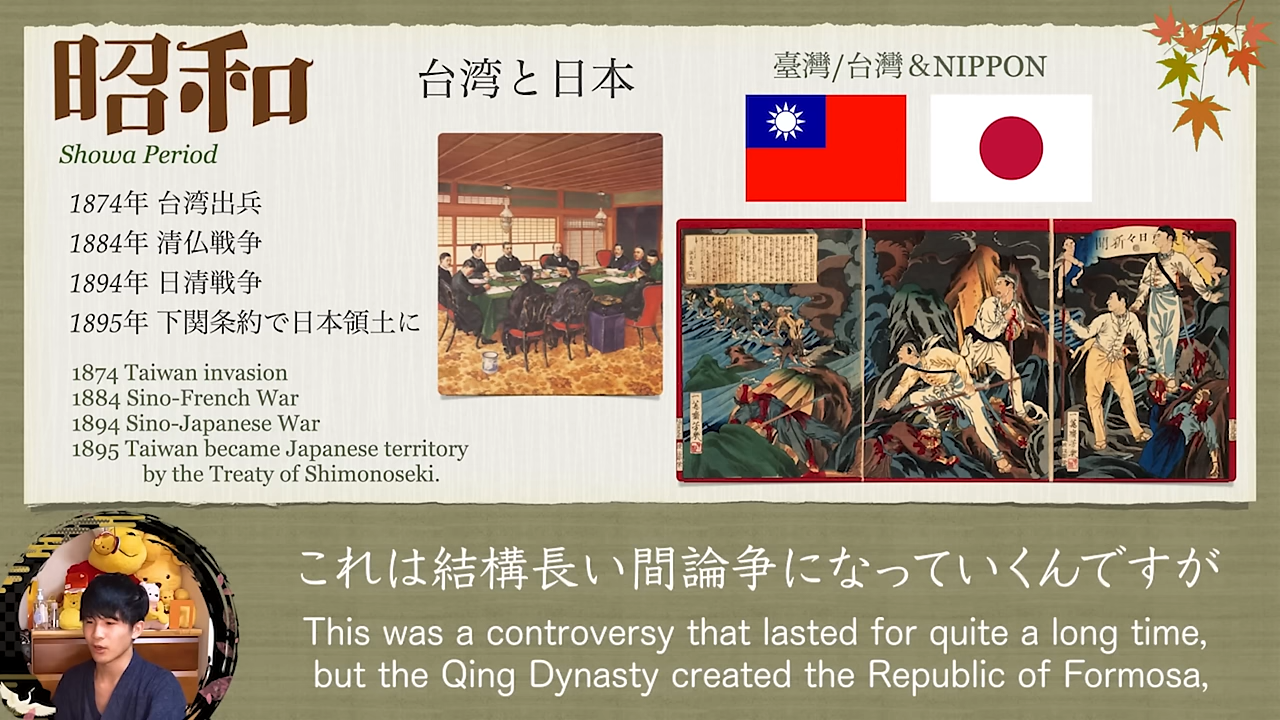 昭和
Showa Period
台湾と日本
臺灣/台灣&NIPPON
1874年 台湾出兵
1884年 清仏戦争
1894年 日清戦争
1895年 下関条約で日本領土に
1874 Taiwan invasion
1884 Sino-French War
1894 Sino-Japanese War
1895 Taiwan became Japanese territory
by the Treaty of Shimonoseki.
これは結構長い間論争になっていくんですが
This was a controversy that lasted for quite a long time,
but the Qing Dynasty created the Republic of Formosa,